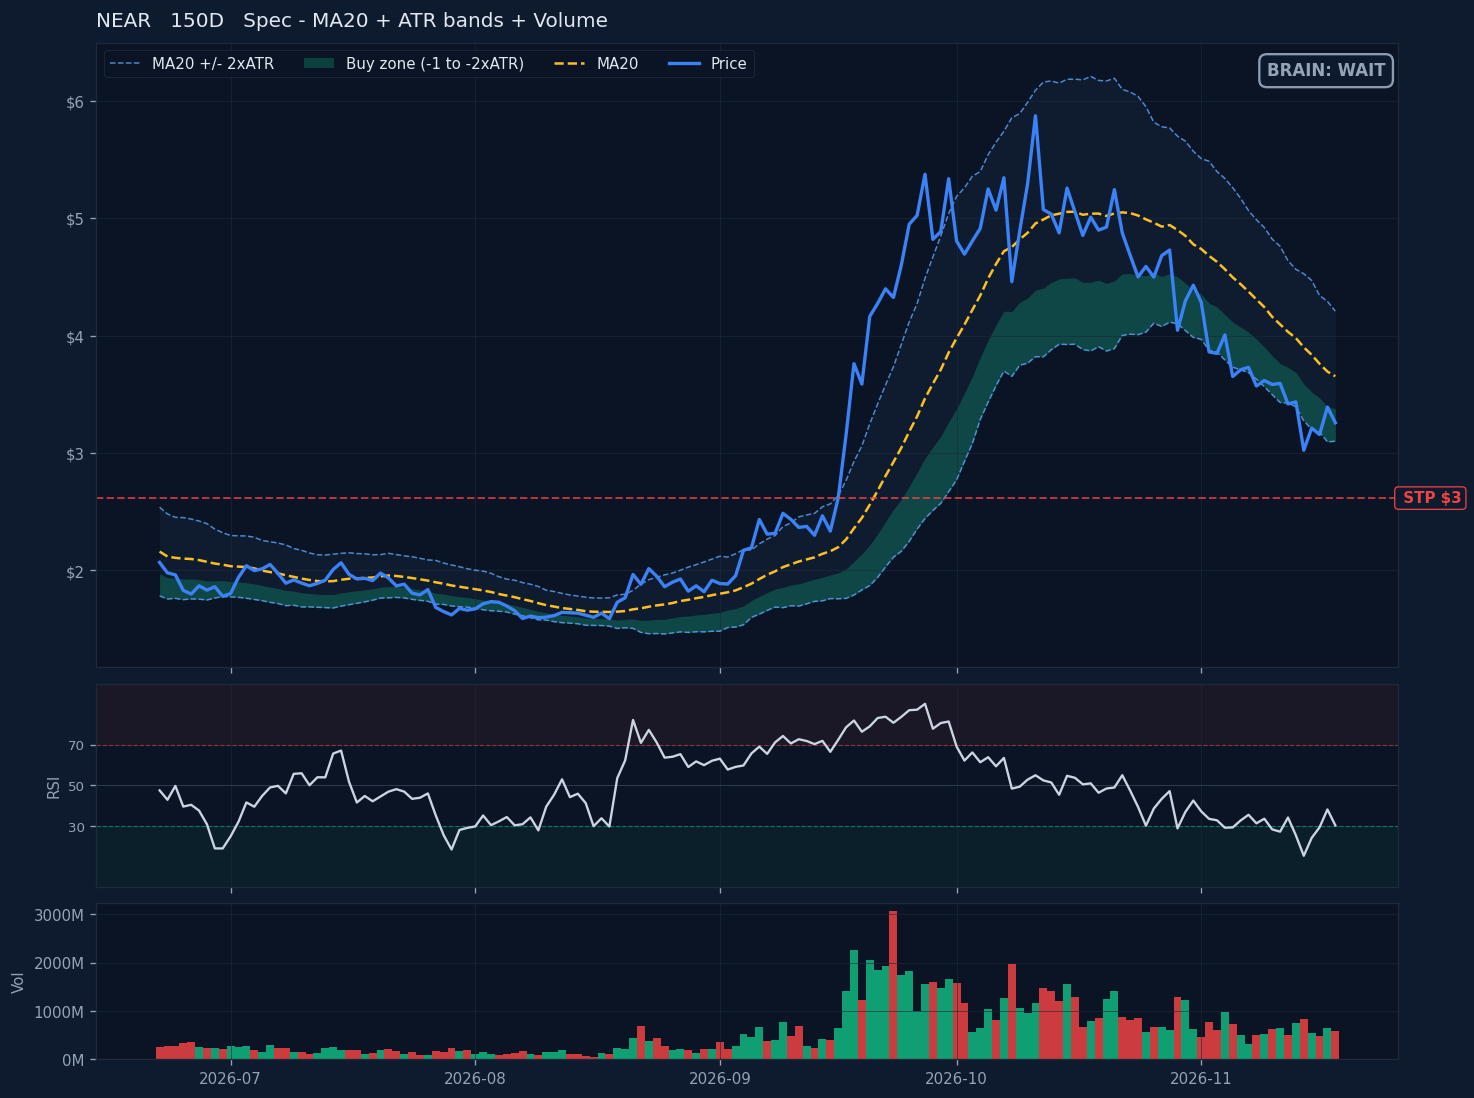 NEAR 150D Spec - MA20 + ATR bands + Volume
MA20 +/- 2xATR Buy zone (-1 to -2xATR) MA20 Price
BRAIN: WAIT
$6
$5
$4
$3
STP $3
$2
RSI
70
50
30
Vol
3000M
2000M
1000M
0M
2026-07 2026-08 2026-09 2026-10 2026-11